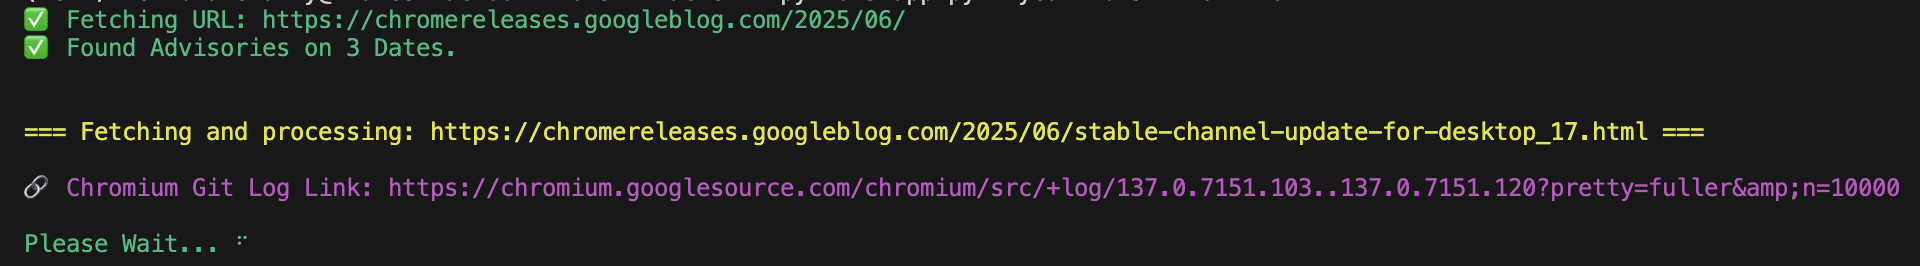 ✅ Fetching URL: https://chromereleases.googleblog.com/2025/06/
✅ Found Advisories on 3 Dates.
=== Fetching and processing: https://chromereleases.googleblog.com/2025/06/stable-channel-update-for-desktop_17.html ===
🔗 Chromium Git Log Link: https://chromium.googlesource.com/chromium/src/+log/137.0.7151.103..137.0.7151.120?pretty=fuller&amp;n=10000
Please Wait... ⠋